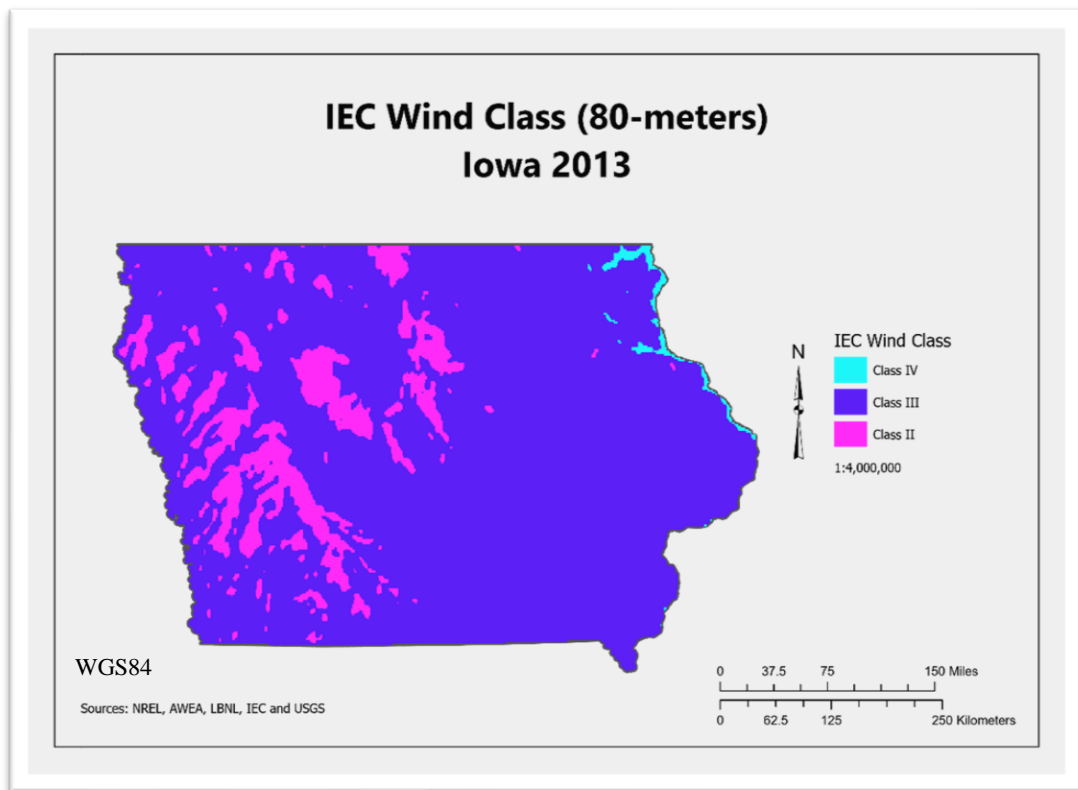 IEC Wind Class (80-meters)
Iowa 2013
N
IEC Wind Class
Class IV
Class III
Class II
1:4,000,000
WGS84
Sources: NREL, AWEA, LBNL, IEC and USGS
0 37.5 75 150 Miles
0 62.5 125 250 Kilometers